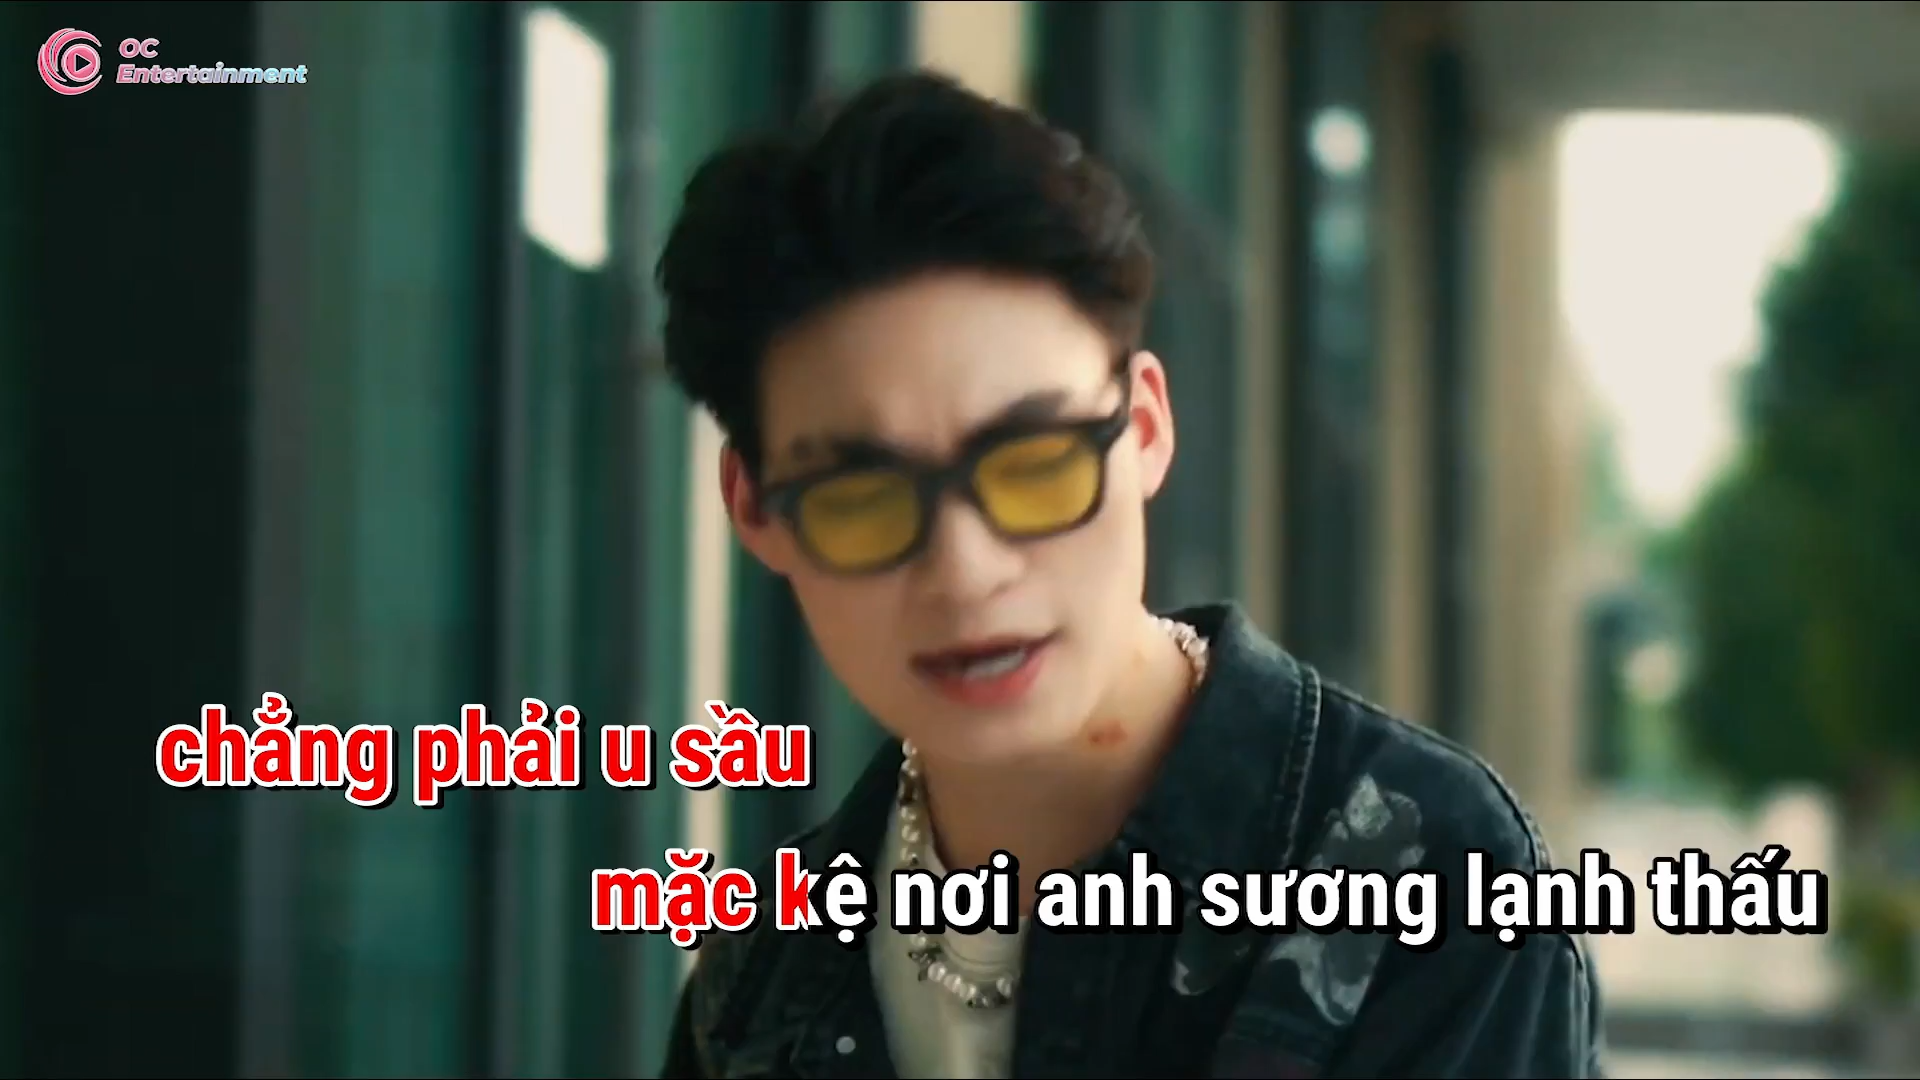 OC
Entertainment
chẳng phải u sầu
mặc kệ nơi anh sương lạnh thấu